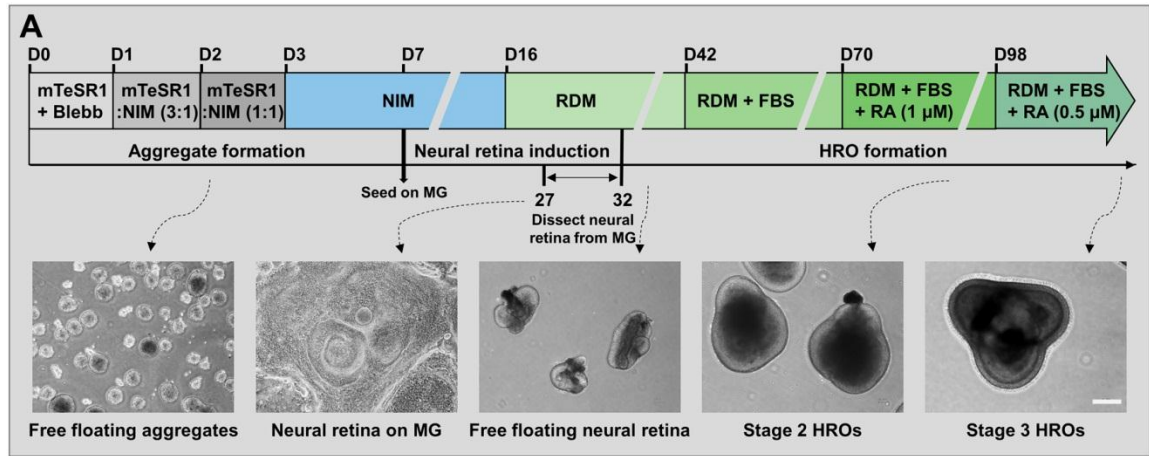 A
D0 D1 D2 D3 D7 D16 D42 D70 D98
mTeSR1
+ Blebb
mTeSR1
:NIM (3:1)
mTeSR1
:NIM (1:1)
NIM
RDM
RDM + FBS
RDM + FBS
+ RA (1 µM)
RDM + FBS
+ RA (0.5 µM)
Aggregate formation
Neural retina induction
HRO formation
Seed on MG
27
32
Dissect neural
retina from MG
Free floating aggregates
Neural retina on MG
Free floating neural retina
Stage 2 HROs
Stage 3 HROs